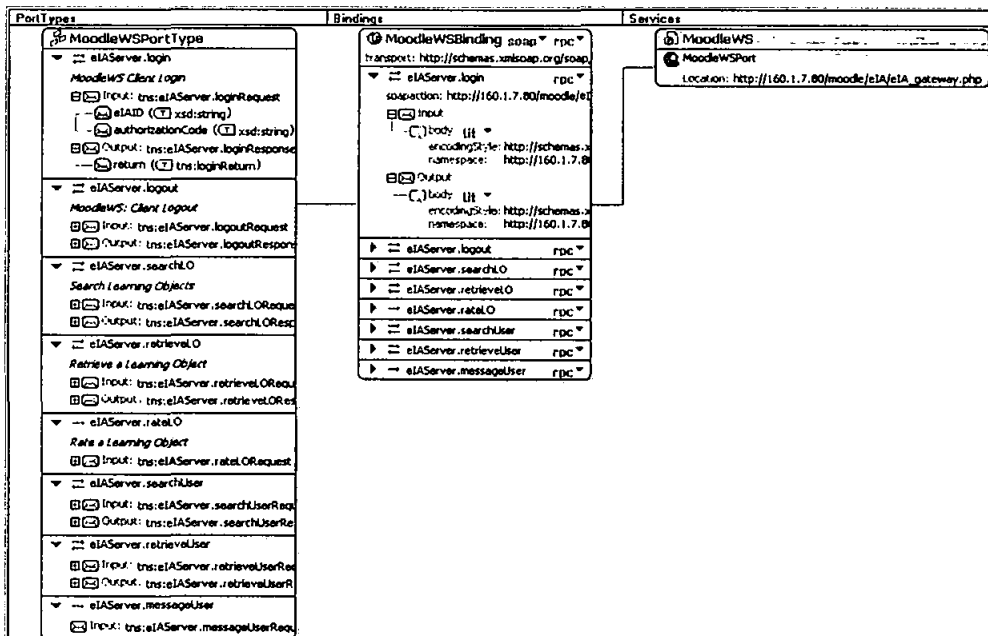 PortTypes
Bindings
Services
MoodleWSPortType
eIAServer.login
MoodleWS Client Login
Input: tns:eIAServer.loginRequest
eIAID (T xsd:string)
authorizationCode (T xsd:string)
Output: tns:eIAServer.loginResponse
return (T tns:loginReturn)
eIAServer.logout
MoodleWS: Client Logout
Input: tns:eIAServer.logoutRequest
Output: tns:eIAServer.logoutRespon
eIAServer.searchLO
Search Learning Objects
Input: tns:eIAServer.searchLOReque
Output: tns:eIAServer.searchLOResp
eIAServer.retrieveLO
Retrieve a Learning Object
Input: tns:eIAServer.retrieveLORequ
Output: tns:eIAServer.retrieveLORes
eIAServer.rateLO
Rate a Learning Object
Input: tns:eIAServer.rateLORequest
eIAServer.searchUser
Input: tns:eIAServer.searchUserRequ
Output: tns:eIAServer.searchUserRe
eIAServer.retrieveUser
Input: tns:eIAServer.retrieveUserReq
Output: tns:eIAServer.retrieveUserR
eIAServer.messageUser
Input: tns:eIAServer.messageUserRequ
MoodleWSBinding soap rpc
transport: http://schemas.xmlsoap.org/soap
eIAServer.login rpc
soapaction: http://160.1.7.80/moodle/eI
Input
body lit
encodingStyle: http://schemas.x
namespace: http://160.1.7.8
Output
body lit
encodingStyle: http://schemas.x
namespace: http://160.1.7.8
eIAServer.logout rpc
eIAServer.searchLO rpc
eIAServer.retrieveLO rpc
eIAServer.rateLO rpc
eIAServer.searchUser rpc
eIAServer.retrieveUser rpc
eIAServer.messageUser rpc
MoodleWS
MoodleWSPort
Location: http://160.1.7.80/moodle/eIA/eIA_gateway.php